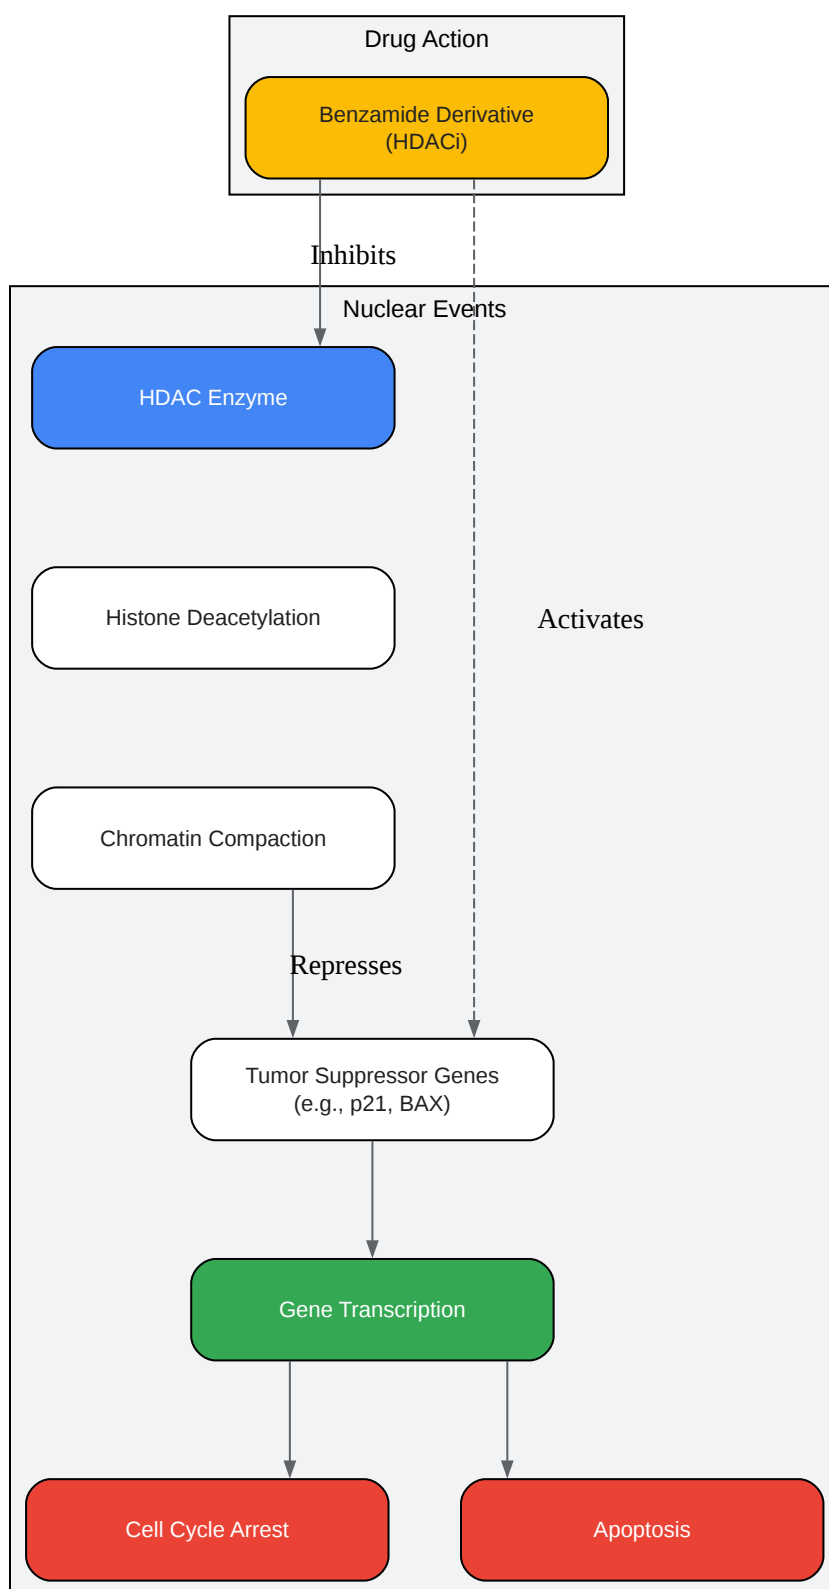 Drug Action
Benzamide Derivative
(HDACi)
Inhibits
Nuclear Events
HDAC Enzyme
Histone Deacetylation
Activates
Chromatin Compaction
Represses
Tumor Suppressor Genes
(e.g., p21, BAX)
Gene Transcription
Cell Cycle Arrest
Apoptosis